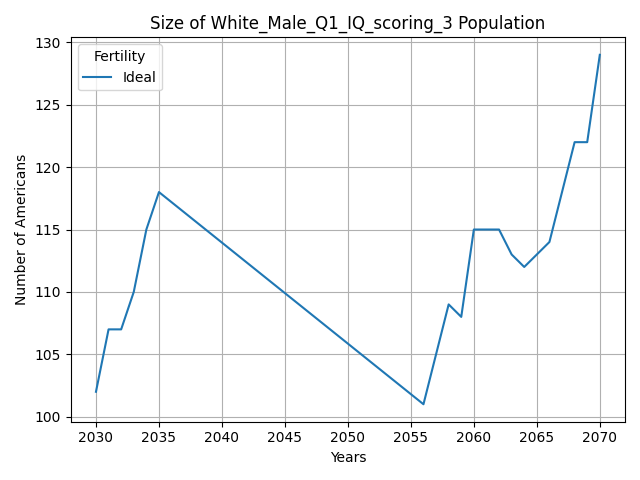 Size of White_Male_Q1_IQ_scoring_3 Population
130
125
120
115
110
105
100
Number of Americans
Fertility
Ideal
2030 2035 2040 2045 2050 2055 2060 2065 2070
Years